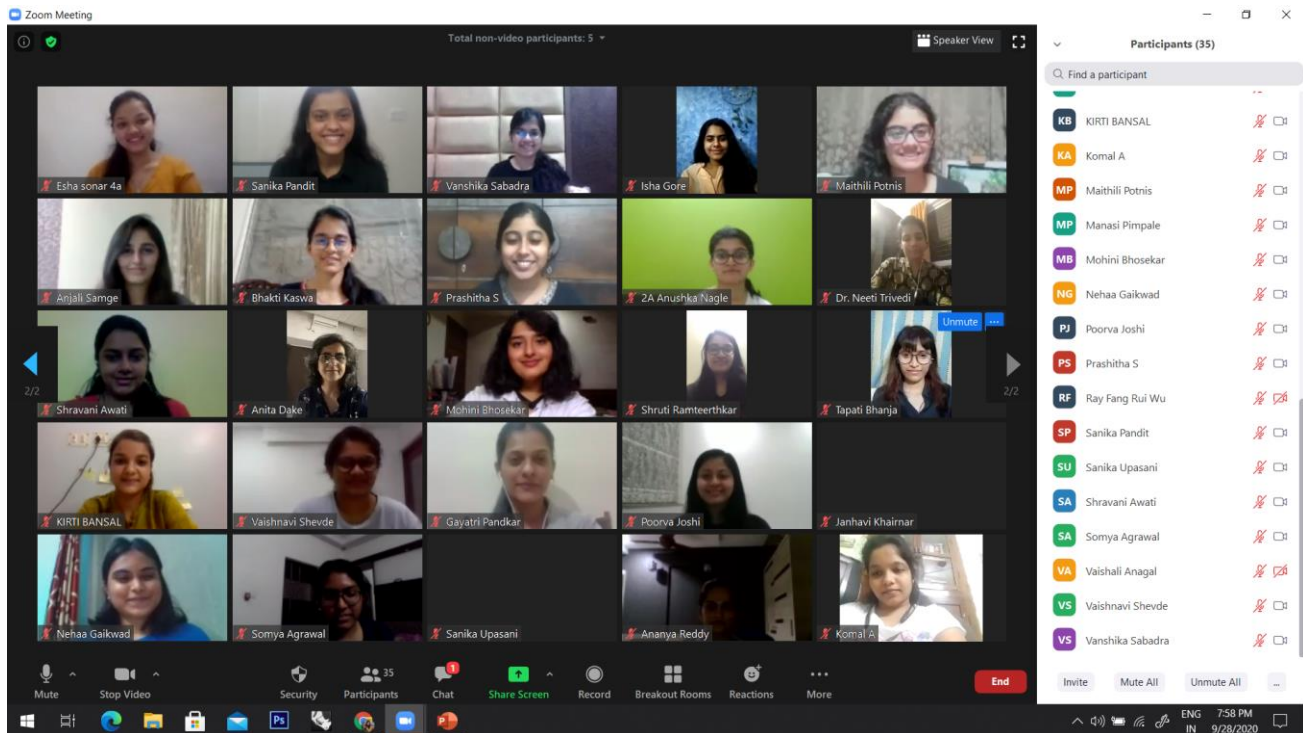 Zoom Meeting
Total non-video participants: 5
Speaker View
Esha sonar 4a
Sanika Pandit
Vanshika Sabadra
Isha Gore
Maithili Potnis
Anjali Samge
Bhakti Kaswa
Prashitha S
2A Anushka Nagle
Dr. Neeti Trivedi
Unmute ...
2/2
2/2
Shravani Awati
Anita Dake
Mohini Bhosekar
Shruti Ramteerthkar
Tapati Bhanja
KIRTI BANSAL
Vaishnavi Shevde
Gayatri Pandkar
Poorva Joshi
Janhavi Khairnar
Nehaa Gaikwad
Somya Agrawal
Sanika Upasani
Ananya Reddy
Komal A
Mute
Stop Video
Security
35
Participants
1
Chat
Share Screen
Record
Breakout Rooms
Reactions
More
End
Participants (35)
Find a participant
KB KIRTI BANSAL
KA Komal A
MP Maithili Potnis
MP Manasi Pimpale
MB Mohini Bhosekar
NG Nehaa Gaikwad
PJ Poorva Joshi
PS Prashitha S
RF Ray Fang Rui Wu
SP Sanika Pandit
SU Sanika Upasani
SA Shravani Awati
SA Somya Agrawal
VA Vaishali Anagal
VS Vaishnavi Shevde
VS Vanshika Sabadra
Invite Mute All Unmute All ...
Ps
ENG
IN
7:58 PM
9/28/2020